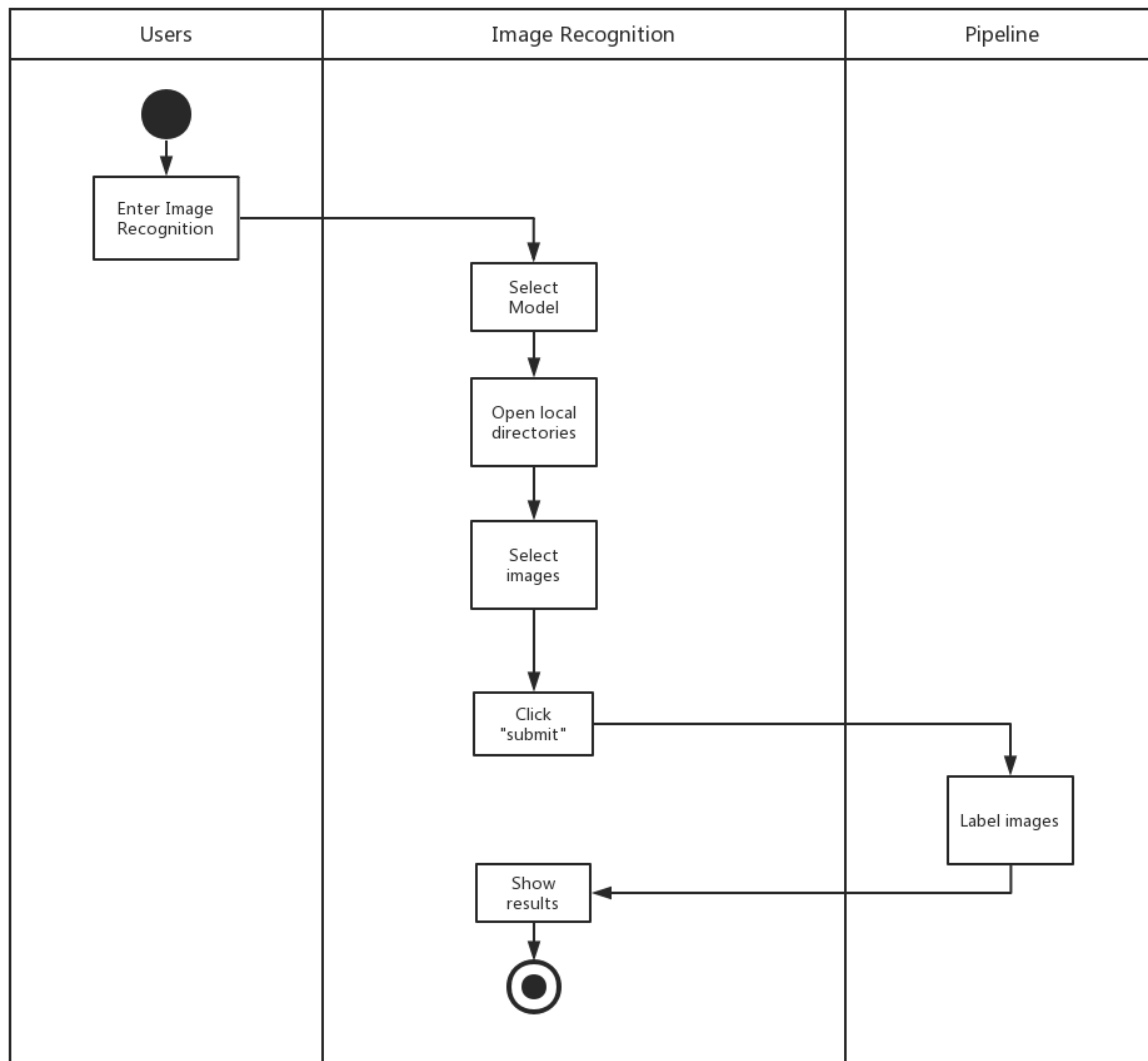 Users
Image Recognition
Pipeline
Enter Image
Recognition
Select
Model
Open local
directories
Select
images
Click
"submit"
Label images
Show
results